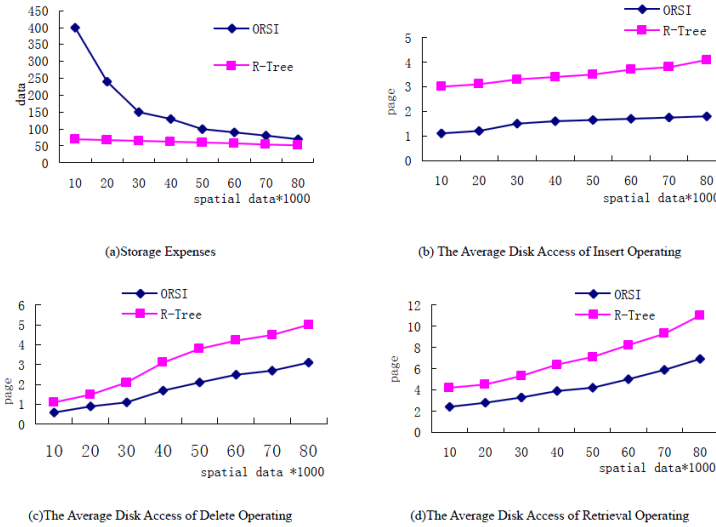 450
400
350
300
250
200
150
100
50
0
data
ORSI
R-Tree
10 20 30 40 50 60 70 80
spatial data*1000
(a)Storage Expenses
5
4
3
2
1
0
page
ORSI
R-Tree
10 20 30 40 50 60 70 80
spatial data*1000
(b) The Average Disk Access of Insert Operating
6
5
4
3
2
1
0
page
ORSI
R-Tree
10 20 30 40 50 60 70 80
spatial data *1000
(c)The Average Disk Access of Delete Operating
12
10
8
6
4
2
0
page
ORSI
R-Tree
10 20 30 40 50 60 70 80
spatial data*1000
(d)The Average Disk Access of Retrieval Operating